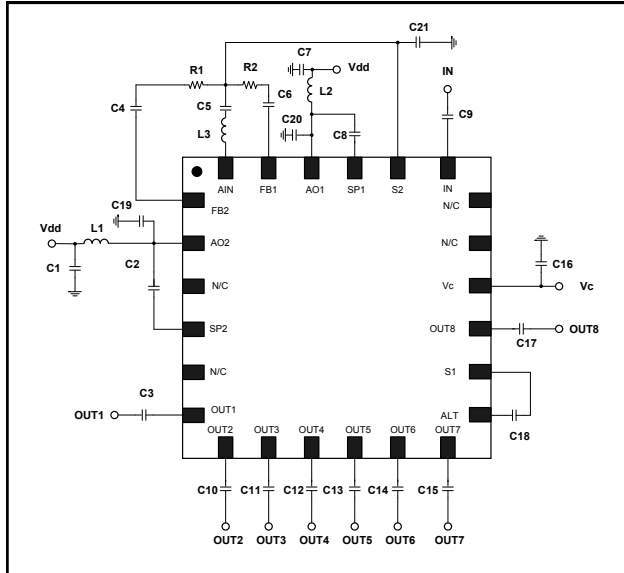 C21
C7
R1
R2
Vdd
IN
C4
C5
C6
L2
C9
L3
C20
C8
AIN
FB1
AO1
SP1
S2
IN
FB2
N/C
C19
Vdd
L1
AO2
N/C
C1
C2
N/C
Vc
C16
Vc
SP2
OUT8
C17
OUT8
N/C
S1
C3
OUT1
OUT1
ALT
C18
OUT2
OUT3
OUT4
OUT5
OUT6
OUT7
C10
C11
C12
C13
C14
C15
OUT2
OUT3
OUT4
OUT5
OUT6
OUT7